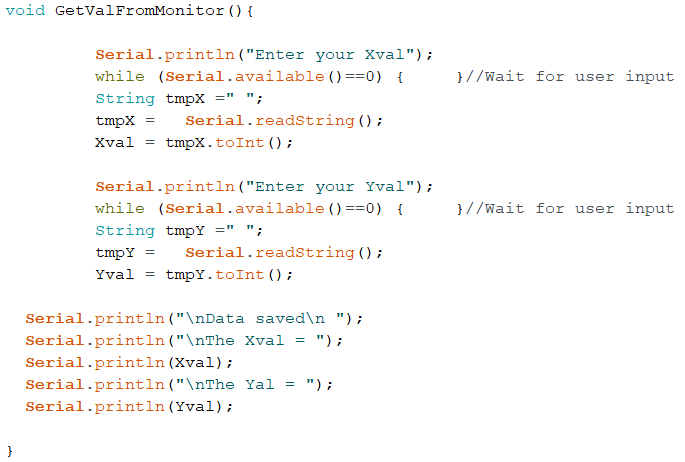 void GetValFromMonitor(){
Serial.println("Enter your Xval");
while (Serial.available()==0) {     }//Wait for user input
String tmpX =" ";
tmpX =   Serial.readString();
Xval = tmpX.toInt();
Serial.println("Enter your Yval");
while (Serial.available()==0) {     }//Wait for user input
String tmpY =" ";
tmpY =   Serial.readString();
Yval = tmpY.toInt();
Serial.println("\nData saved\n ");
Serial.println("\nThe Xval = ");
Serial.println(Xval);
Serial.println("\nThe Yal = ");
Serial.println(Yval);
}